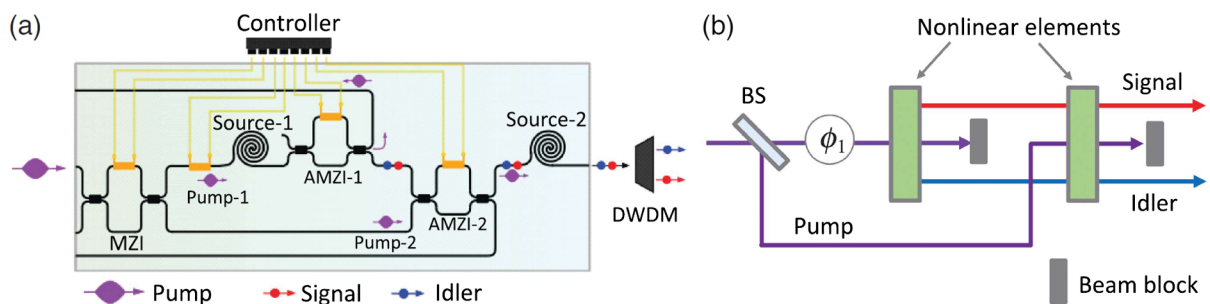 (a)
Controller
Source-1
Source-2
AMZI-1
Pump-1
MZI
Pump-2
AMZI-2
DWDM
Pump
Signal
Idler
(b)
Nonlinear elements
BS
Signal
ϕ₁
Idler
Pump
Beam block